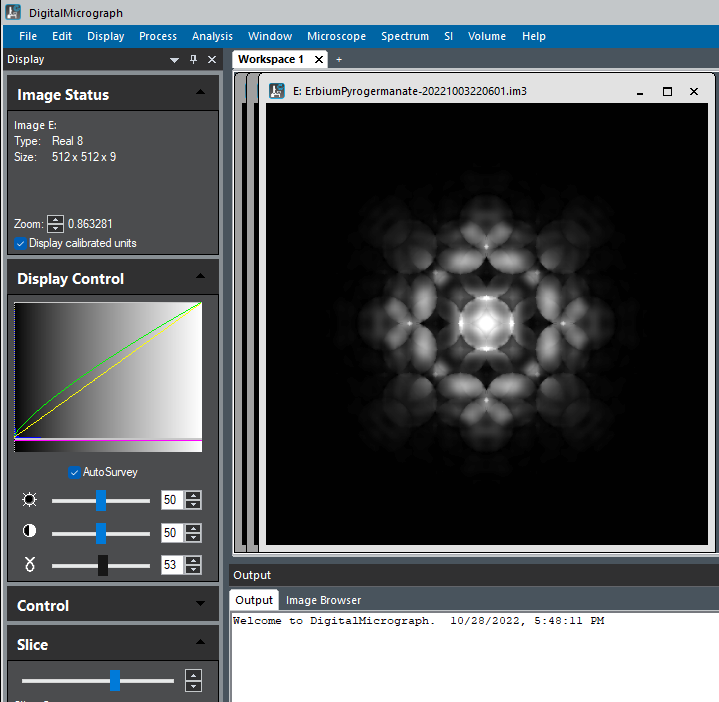 DigitalMicrograph
File Edit Display Process Analysis Window Microscope Spectrum SI Volume Help
Display
Workspace 1 × +
Image Status
Image E:
Type: Real 8
Size: 512 x 512 x 9
Zoom: 0.863281
Display calibrated units
E: ErbiumPyrogermanate-20221003220601.im3
Display Control
AutoSurvey
50
50
53
Control
Slice
Output
Output Image Browser
Welcome to DigitalMicrograph. 10/28/2022, 5:48:11 PM